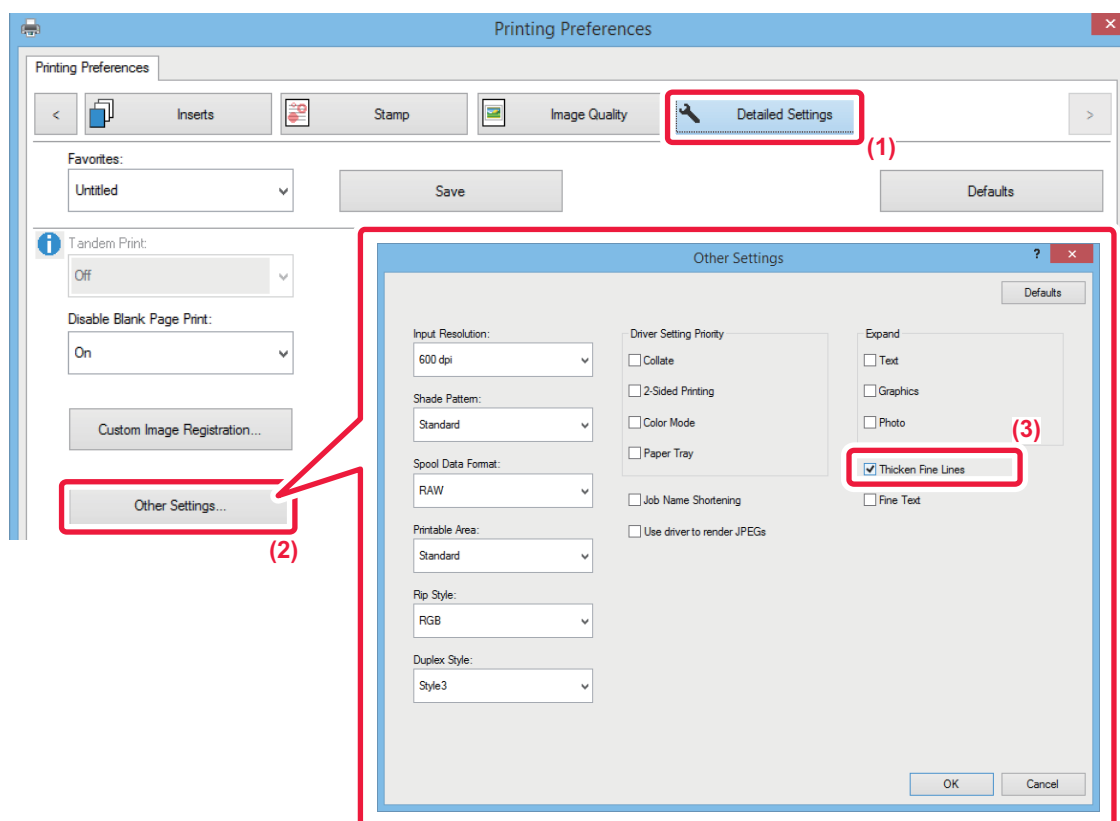 Printing Preferences
Printing Preferences
< Inserts Stamp Image Quality Detailed Settings >
(1)
Favorites:
Untitled Save Defaults
Tandem Print:
Off
Disable Blank Page Print:
On
Custom Image Registration...
Other Settings...
(2)
Other Settings ?
Defaults
Input Resolution:
600 dpi
Shade Pattern:
Standard
Spool Data Format:
RAW
Printable Area:
Standard
Rip Style:
RGB
Duplex Style:
Style3
Driver Setting Priority
Collate
2-Sided Printing
Color Mode
Paper Tray
Job Name Shortening
Use driver to render JPEGs
Expand
Text
Graphics
Photo
(3)
Thicken Fine Lines
Fine Text
OK Cancel